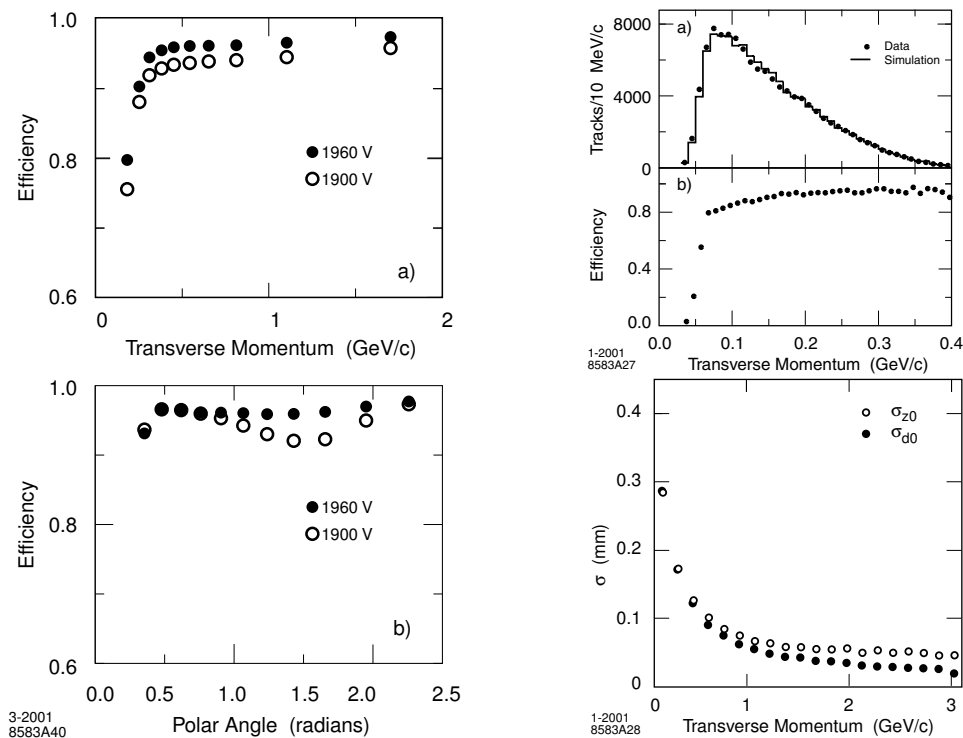 1.0
0.8
0.6
Efficiency
1960 V
1900 V
a)
0 1 2
Transverse Momentum (GeV/c)
1.0
0.8
0.6
Efficiency
1960 V
1900 V
b)
0.0 0.5 1.0 1.5 2.0 2.5
Polar Angle (radians)
3-2001
8583A40
8000
4000
0
Tracks/10 MeV/c
a)
Data
Simulation
b)
0.8
0.4
0.0
Efficiency
0.0 0.1 0.2 0.3 0.4
Transverse Momentum (GeV/c)
1-2001
8583A27
0.4
0.3
0.2
0.1
0
σ (mm)
σz0
σd0
0 1 2 3
Transverse Momentum (GeV/c)
1-2001
8583A28